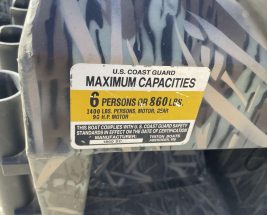 U.S. COAST GUARD
MAXIMUM CAPACITIES
6 PERSONS OR 860 LBS.
1400 LBS. PERSONS, MOTOR, GEAR
90 H.P. MOTOR
THIS BOAT COMPLIES WITH U.S. COAST GUARD SAFETY
STANDARDS IN EFFECT ON THE DATE OF CERTIFICATION
MANUFACTURER: TRITON BOATS